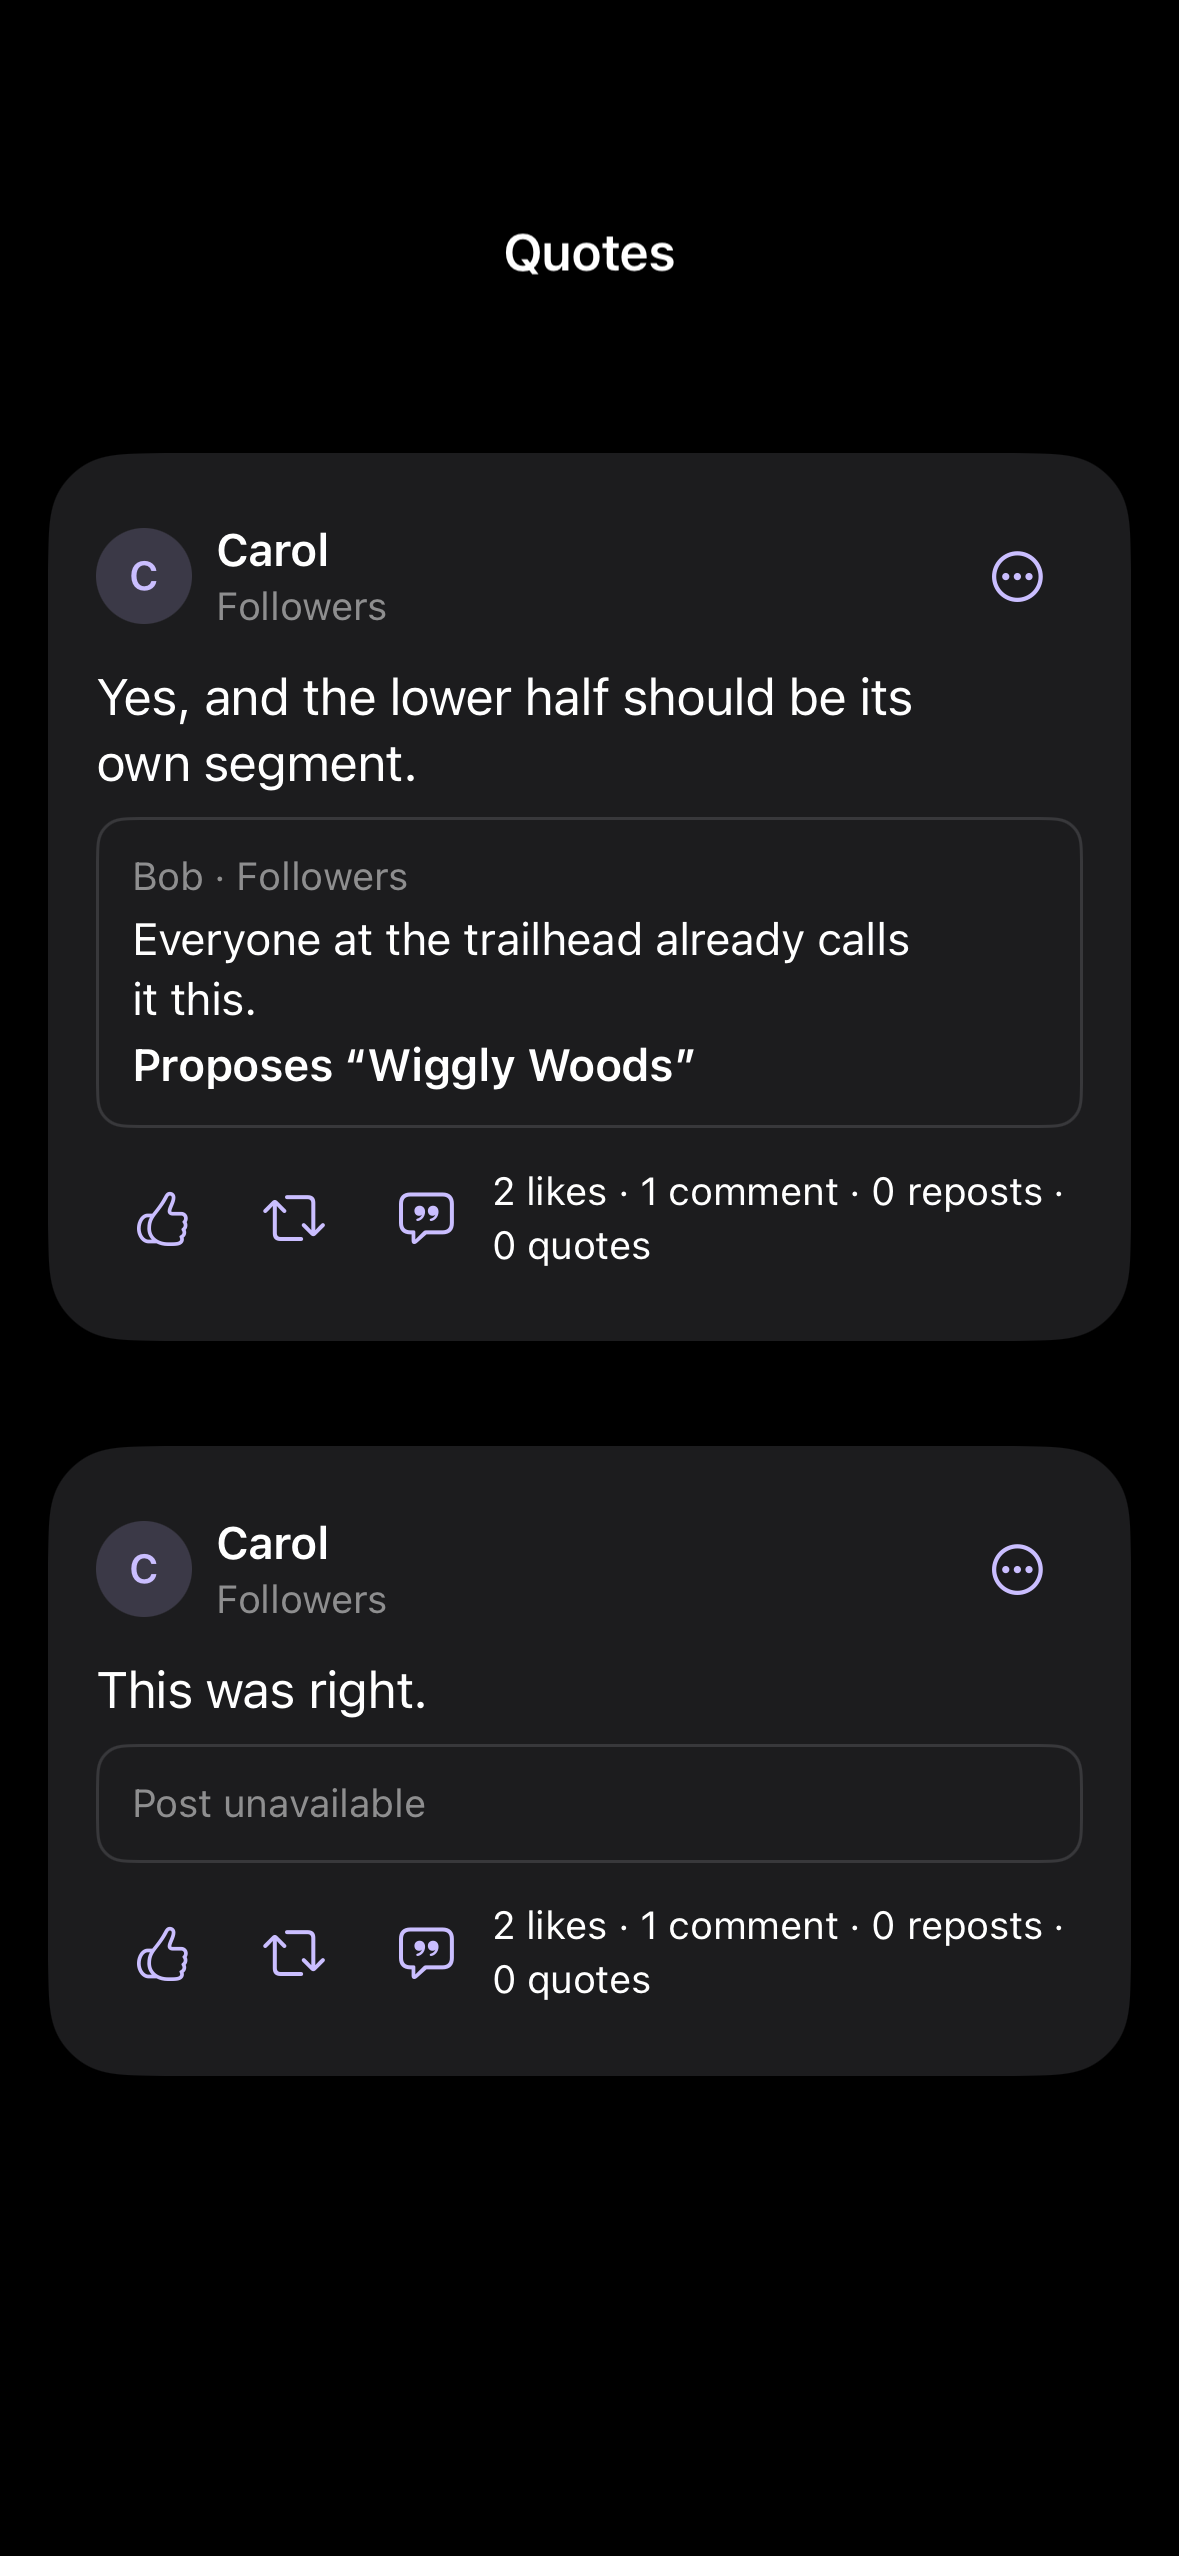 Quotes
C
Carol
Followers
Yes, and the lower half should be its
own segment.
Bob · Followers
Everyone at the trailhead already calls
it this.
Proposes “Wiggly Woods”
2 likes · 1 comment · 0 reposts ·
0 quotes
C
Carol
Followers
This was right.
Post unavailable
2 likes · 1 comment · 0 reposts ·
0 quotes